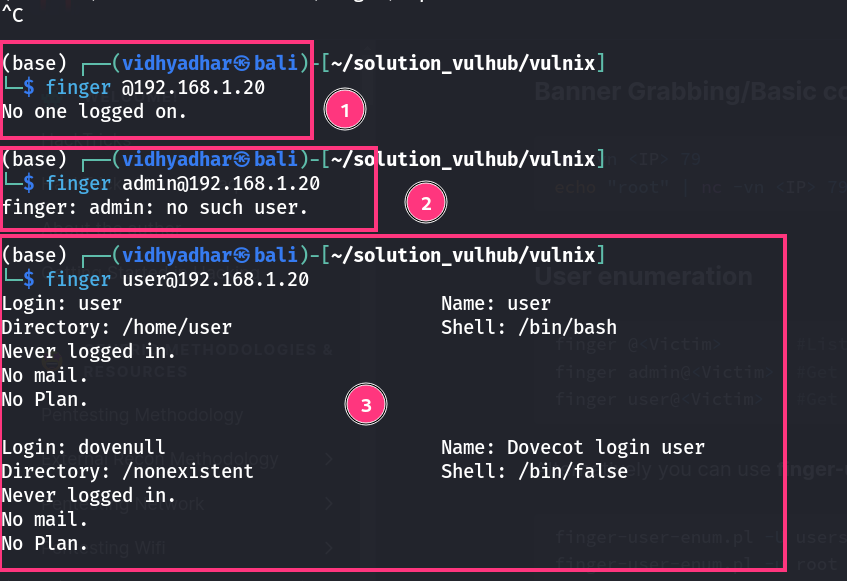 ^C
(base) ┌──(vidhyadhar㉿bali)-[~/solution_vulhub/vulnix]
└─$ finger @192.168.1.20
No one logged on.
1
(base) ┌──(vidhyadhar㉿bali)-[~/solution_vulhub/vulnix]
└─$ finger admin@192.168.1.20
finger: admin: no such user.
2
(base) ┌──(vidhyadhar㉿bali)-[~/solution_vulhub/vulnix]
└─$ finger user@192.168.1.20
Login: user Name: user
Directory: /home/user Shell: /bin/bash
Never logged in.
No mail.
No Plan.
3
Login: dovenull Name: Dovecot login user
Directory: /nonexistent Shell: /bin/false
Never logged in.
No mail.
No Plan.
Banner Grabbing/Basic
<IP> 79
echo "root" | nc -vn <IP> 79
User enumeration
finger @<Victim>
finger admin@<Victim> #Get
finger user@<Victim> #Get
METHODOLOGIES &
RESOURCES
Pentesting Methodology
Methodology
Pentesting Network
Pentesting Wifi
you can use finger-
finger-user-enum.pl
finger-user-enum.pl